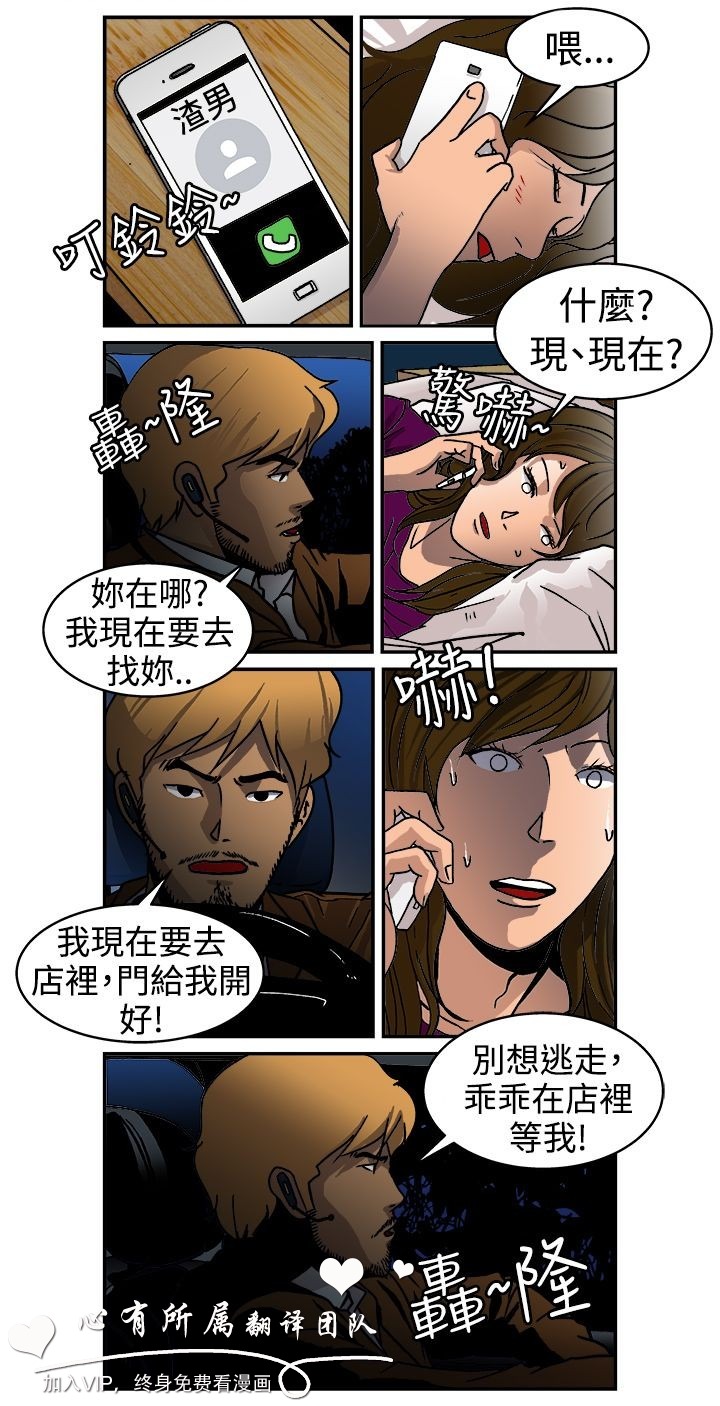 渣男
叮鈴鈴~
喂...
什麼?
現、現在?
轟~隆
驚嚇~
妳在哪?
我現在要去
找妳..
嚇!
我現在要去
店裡,門給我開
好!
別想逃走,
乖乖在店裡
等我!
轟~隆
心有所属翻译团队
加入VIP，终身免费看漫画